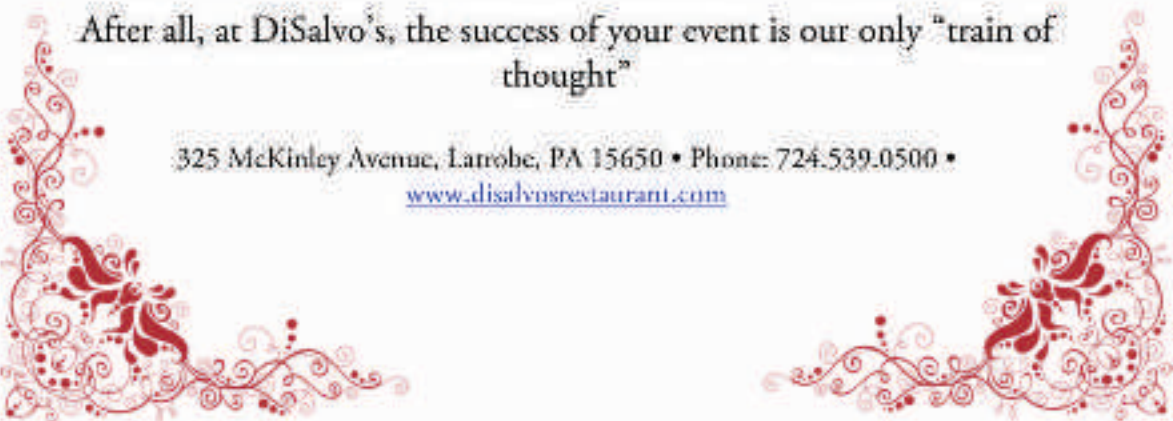 After all, at DiSalvo's, the success of your event is our only "train of
thought"
325 McKinley Avenue, Latrobe, PA 15650 • Phone: 724.539.0500 •
www.disalvosrestaurant.com